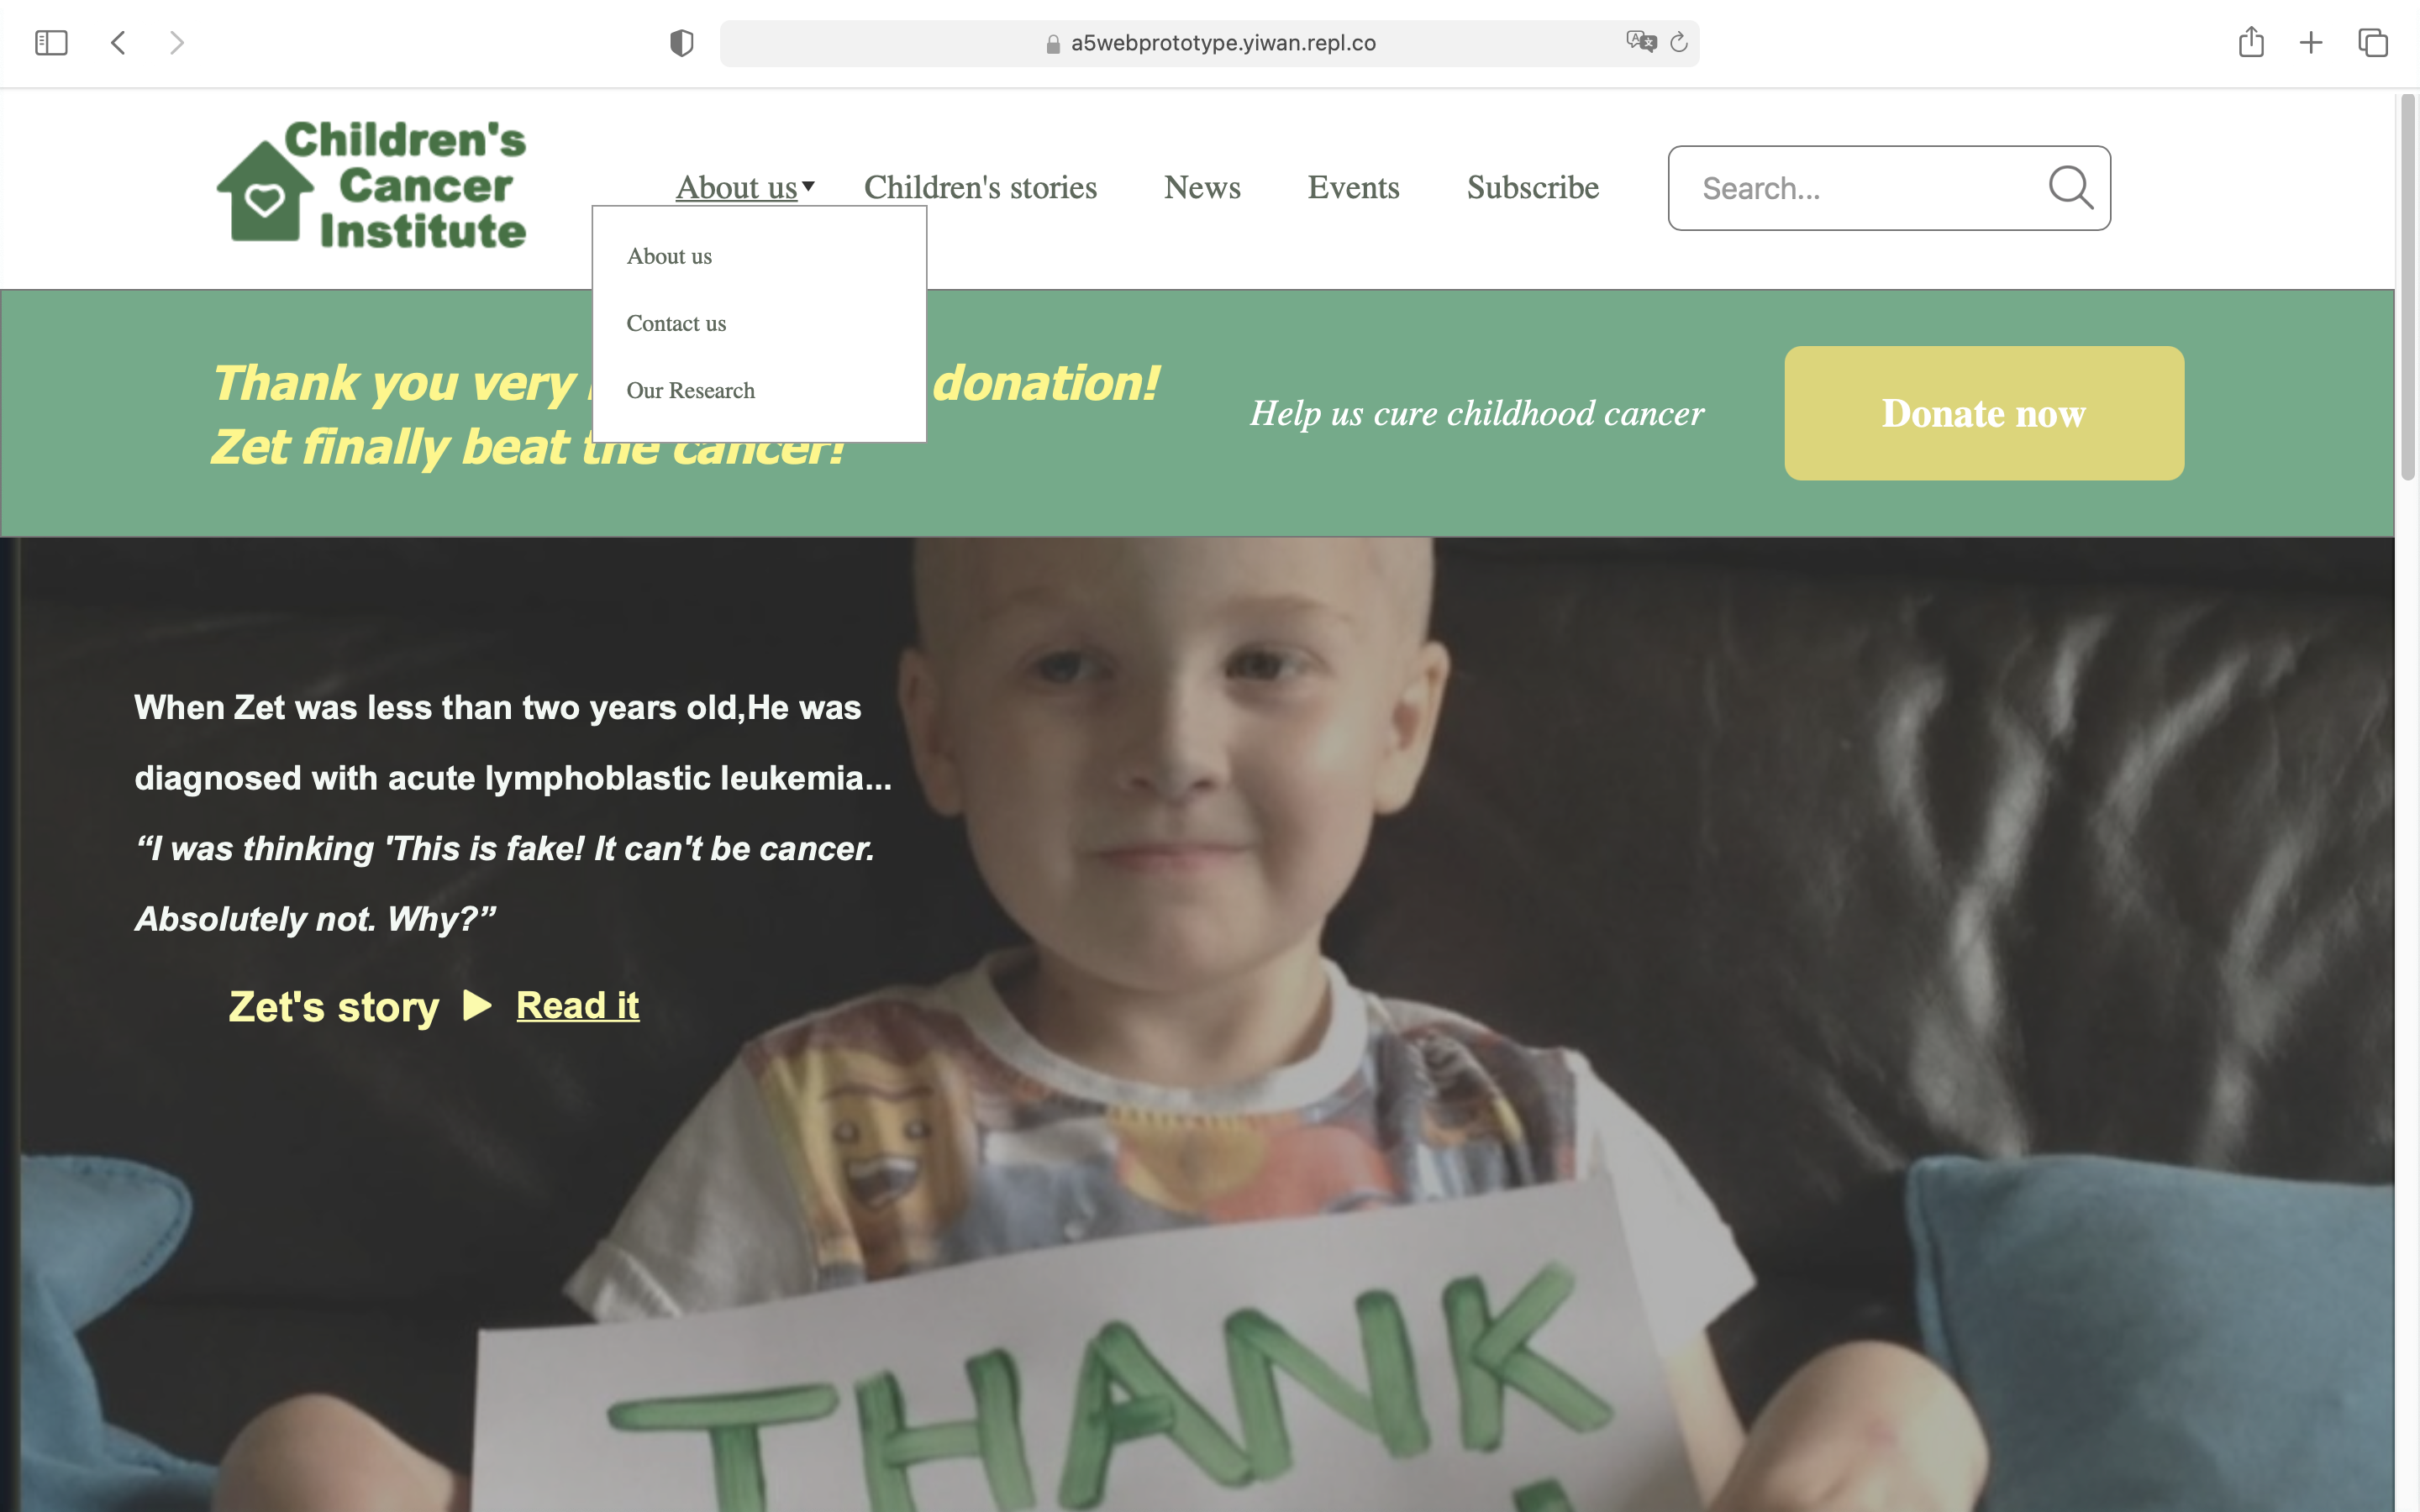 a5webprototype.yiwan.repl.co
Children's
Cancer
Institute
About us
Children's stories
News
Events
Subscribe
Search...
About us
Contact us
Our Research
Thank you very donation!
Zet finally beat the cancer!
Help us cure childhood cancer
Donate now
When Zet was less than two years old,He was
diagnosed with acute lymphoblastic leukemia...
“I was thinking 'This is fake! It can't be cancer.
Absolutely not. Why?”
Zet's story ▶ Read it
THANK